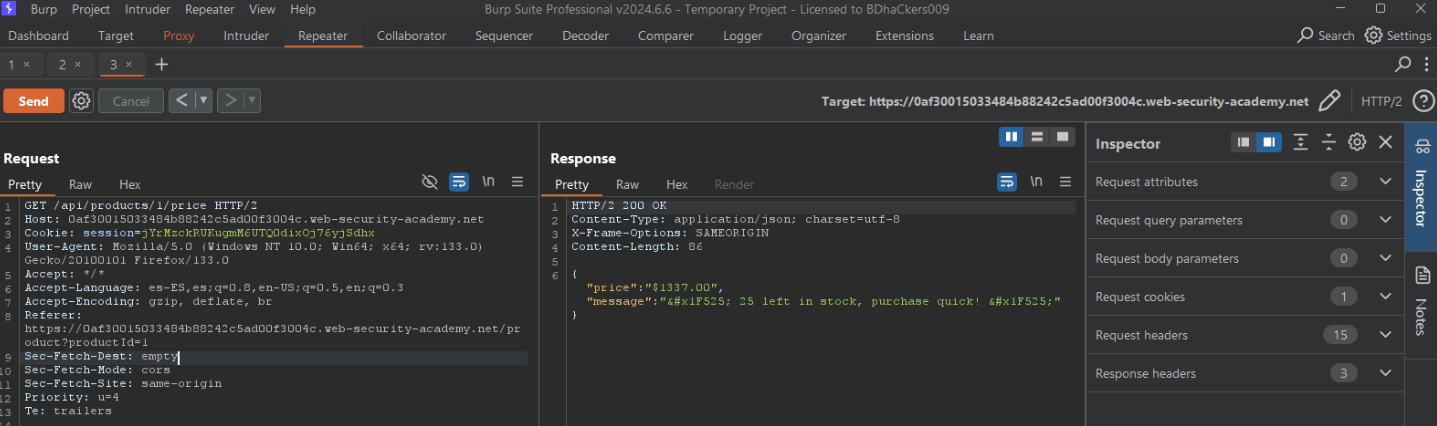 Burp Project Intruder Repeater View Help Burp Suite Professional v2024.6.6 - Temporary Project - Licensed to BDhaCkers009
Dashboard Target Proxy Intruder Repeater Collaborator Sequencer Decoder Comparer Logger Organizer Extensions Learn Search Settings
1 × 2 × 3 × +
Send Cancel < > Target: https://0af30015033484b88242c5ad00f3004c.web-security-academy.net HTTP/2 ?
Request
Pretty Raw Hex \n
1 GET /api/products/1/price HTTP/2
2 Host: 0af30015033484b88242c5ad00f3004c.web-security-academy.net
3 Cookie: session=jYrMzckRUKugmM6UTQ0dixOj76yjSdhx
4 User-Agent: Mozilla/5.0 (Windows NT 10.0; Win64; x64; rv:133.0)
Gecko/20100101 Firefox/133.0
5 Accept: */*
6 Accept-Language: es-ES,es;q=0.8,en-US;q=0.5,en;q=0.3
7 Accept-Encoding: gzip, deflate, br
8 Referer:
https://0af30015033484b88242c5ad00f3004c.web-security-academy.net/pr
oduct?productId=1
9 Sec-Fetch-Dest: empty
10 Sec-Fetch-Mode: cors
11 Sec-Fetch-Site: same-origin
12 Priority: u=4
13 Te: trailers
14
Response
Pretty Raw Hex Render \n
1 HTTP/2 200 OK
2 Content-Type: application/json; charset=utf-8
3 X-Frame-Options: SAMEORIGIN
4 Content-Length: 86
5
6 {
"price":"$1337.00",
"message":"&#x1F525; 25 left in stock, purchase quick! &#x1F525;"
}
Inspector
Request attributes 2
Request query parameters 0
Request body parameters 0
Request cookies 1
Request headers 15
Response headers 3
Inspector
Notes